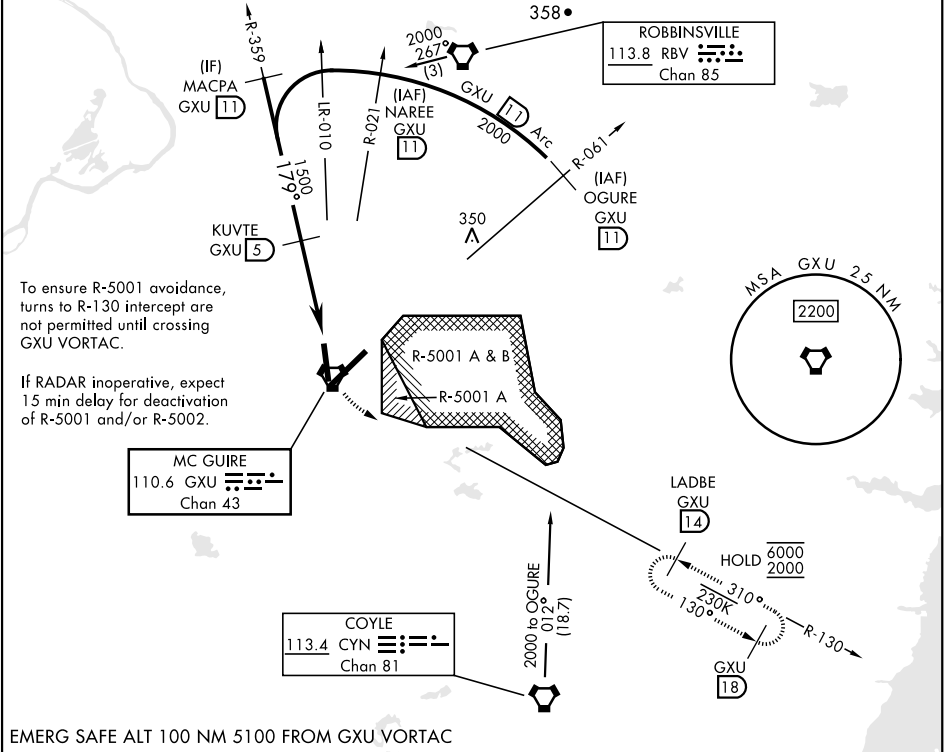 R-359
358
ROBBINSVILLE
113.8 RBV
Chan 85
2000
267°
(3)
(IF)
MACPA
GXU 11
LR-010
R-021
(IAF)
NAREE
GXU
11
GXU 11 Arc
2000
R-061
(IAF)
OGURE
GXU
11
1500
179°
350
KUVTE
GXU 5
MSA GXU 25 NM
2200
To ensure R-5001 avoidance,
turns to R-130 intercept are
not permitted until crossing
GXU VORTAC.
R-5001 A & B
R-5001 A
If RADAR inoperative, expect
15 min delay for deactivation
of R-5001 and/or R-5002.
MC GUIRE
110.6 GXU
Chan 43
LADBE
GXU
14
HOLD 6000
2000
310°
230K
130°
R-130
GXU
18
2000 to OGURE
012°
(18.7)
COYLE
113.4 CYN
Chan 81
EMERG SAFE ALT 100 NM 5100 FROM GXU VORTAC